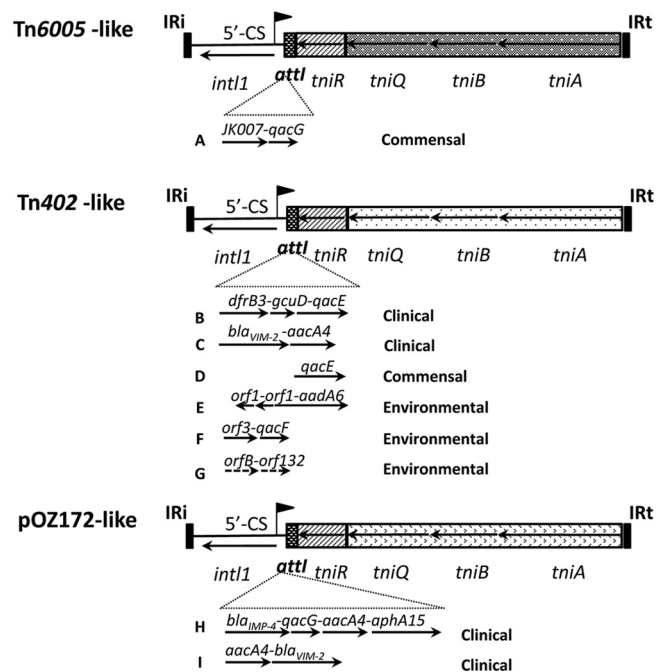 Tn6005 -like IRi 5′-CS IRt
intI1 attI tniR tniQ tniB tniA
JK007-qacG
A Commensal
Tn402 -like IRi 5′-CS IRt
intI1 attI tniR tniQ tniB tniA
B dfrB3-gcuD-qacE Clinical
C blaVIM-2 -aacA4 Clinical
D qacE Commensal
E orf1-orf1-aadA6 Environmental
F orf3-qacF Environmental
G orfB-orf132 Environmental
pOZ172-like IRi 5′-CS IRt
intI1 attI tniR tniQ tniB tniA
H blaIMP-4-qacG-aacA4-aphA15 Clinical
I aacA4-blaVIM-2 Clinical